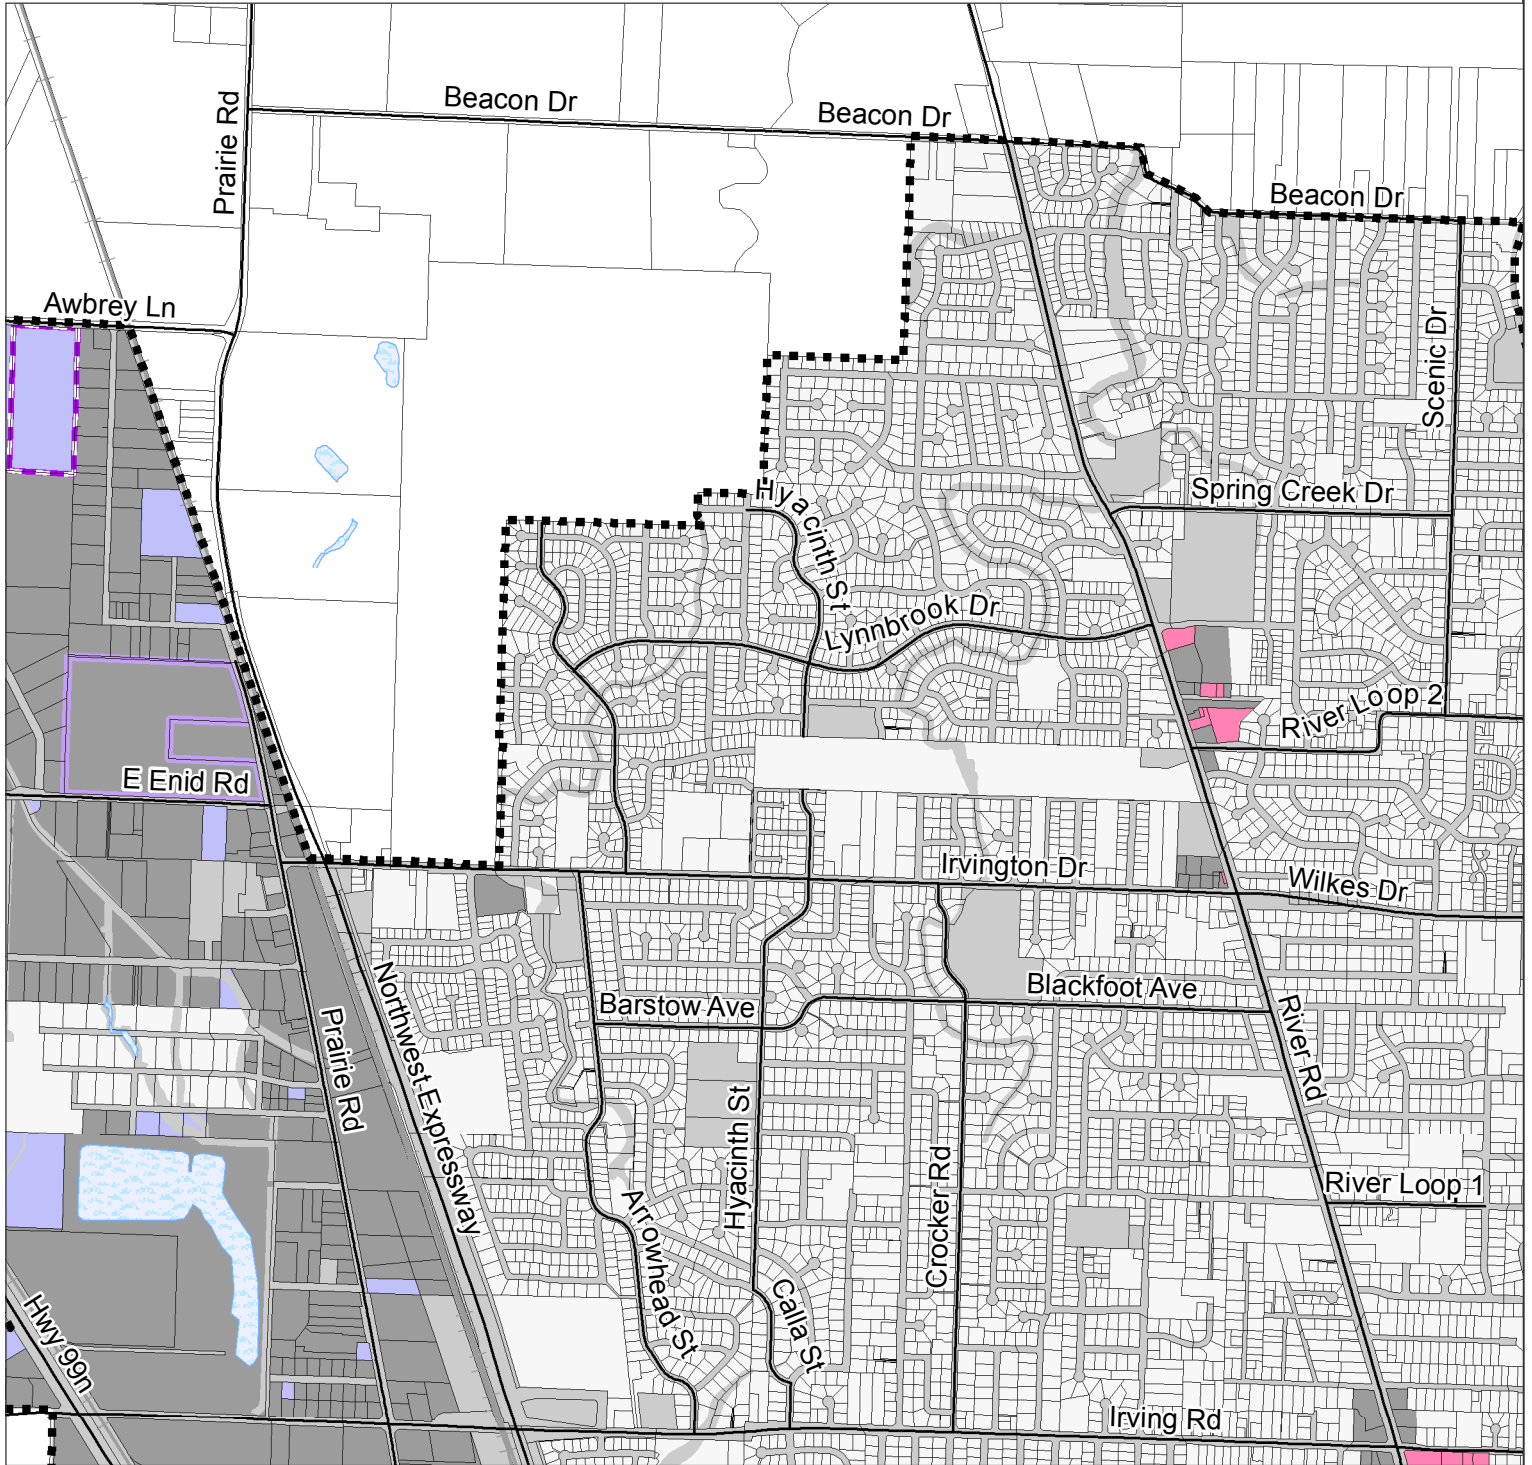 Beacon Dr
Beacon Dr
Prairie Rd
Beacon Dr
Awbrey Ln
Scenic Dr
Hyacinth St
Spring Creek Dr
Lynnbrook Dr
River Loop 2
E Enid Rd
Irvington Dr
Wilkes Dr
Northwest Expressway
Barstow Ave
Blackfoot Ave
Prairie Rd
River Rd
Hyacinth St
Crocker Rd
River Loop 1
Arrowhead St
Calla St
Hwy 99n
Irving Rd